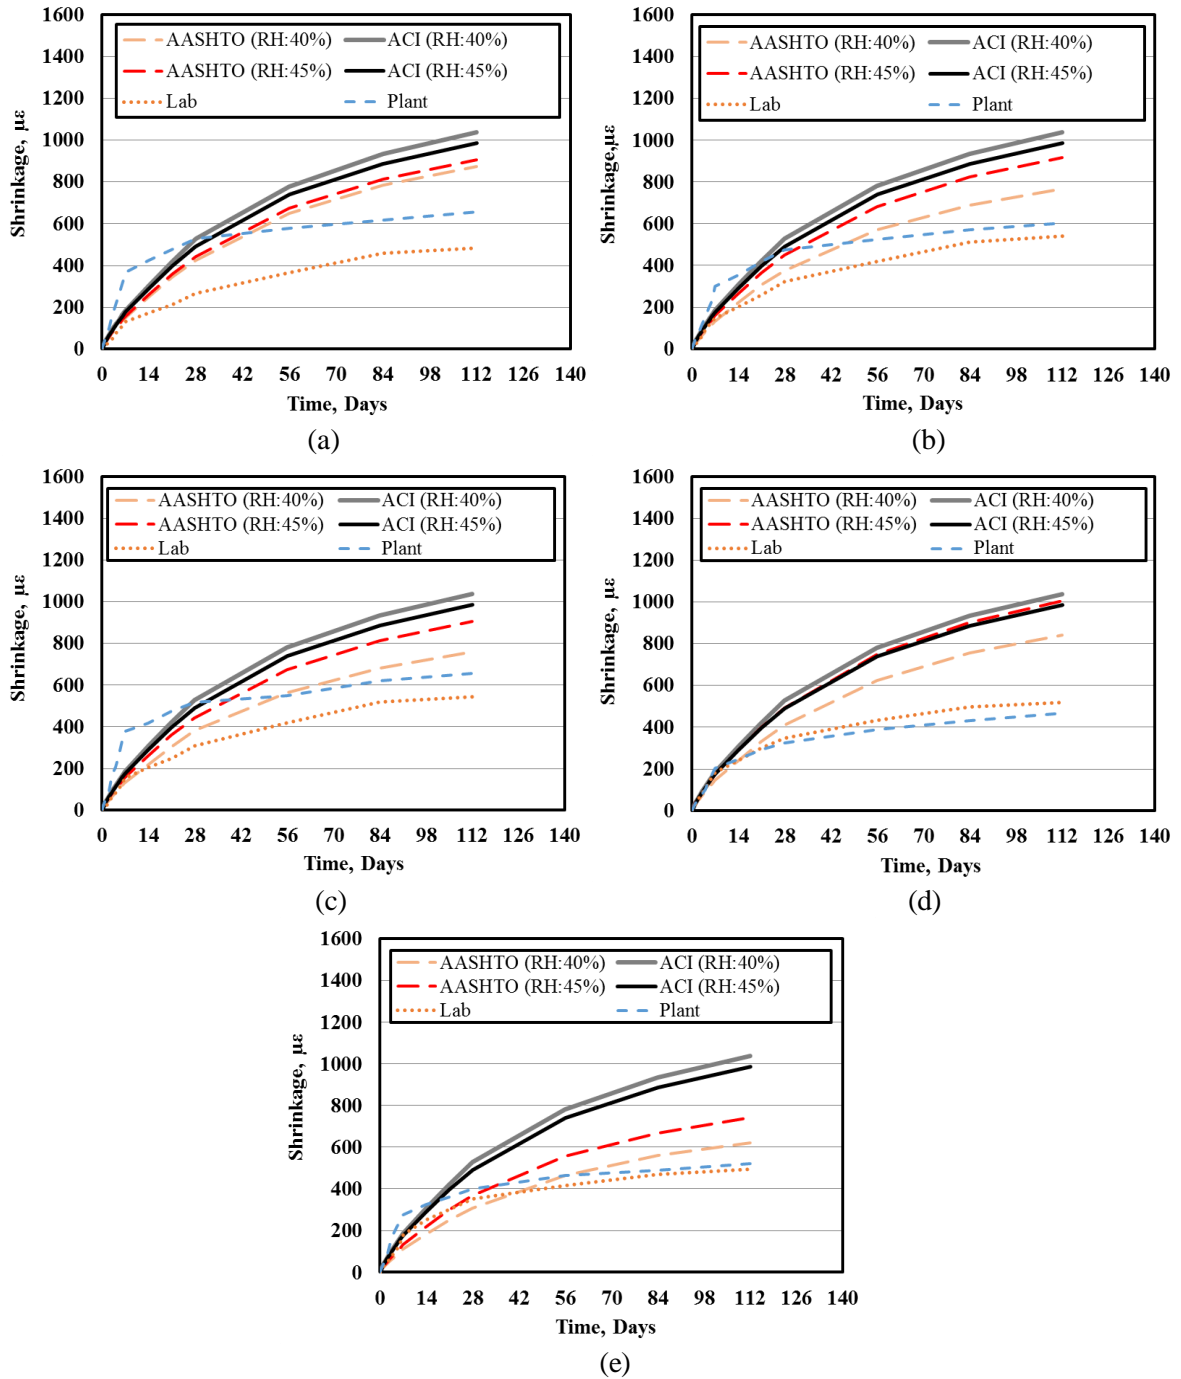 1600
1400
1200
1000
800
600
400
200
0
Shrinkage, με
AASHTO (RH:40%) ACI (RH:40%)
AASHTO (RH:45%) ACI (RH:45%)
Lab Plant
0 14 28 42 56 70 84 98 112 126 140
Time, Days
(a)
1600
1400
1200
1000
800
600
400
200
0
Shrinkage,με
AASHTO (RH:40%) ACI (RH:40%)
AASHTO (RH:45%) ACI (RH:45%)
Lab Plant
0 14 28 42 56 70 84 98 112 126 140
Time, Days
(b)
1600
1400
1200
1000
800
600
400
200
0
Shrinkage, με
AASHTO (RH:40%) ACI (RH:40%)
AASHTO (RH:45%) ACI (RH:45%)
Lab Plant
0 14 28 42 56 70 84 98 112 126 140
Time, Days
(c)
1600
1400
1200
1000
800
600
400
200
0
Shrinkage, με
AASHTO (RH:40%) ACI (RH:40%)
AASHTO (RH:45%) ACI (RH:45%)
Lab Plant
0 14 28 42 56 70 84 98 112 126 140
Time, Days
(d)
1600
1400
1200
1000
800
600
400
200
0
Shrinkage, με
AASHTO (RH:40%) ACI (RH:40%)
AASHTO (RH:45%) ACI (RH:45%)
Lab Plant
0 14 28 42 56 70 84 98 112 126 140
Time, Days
(e)